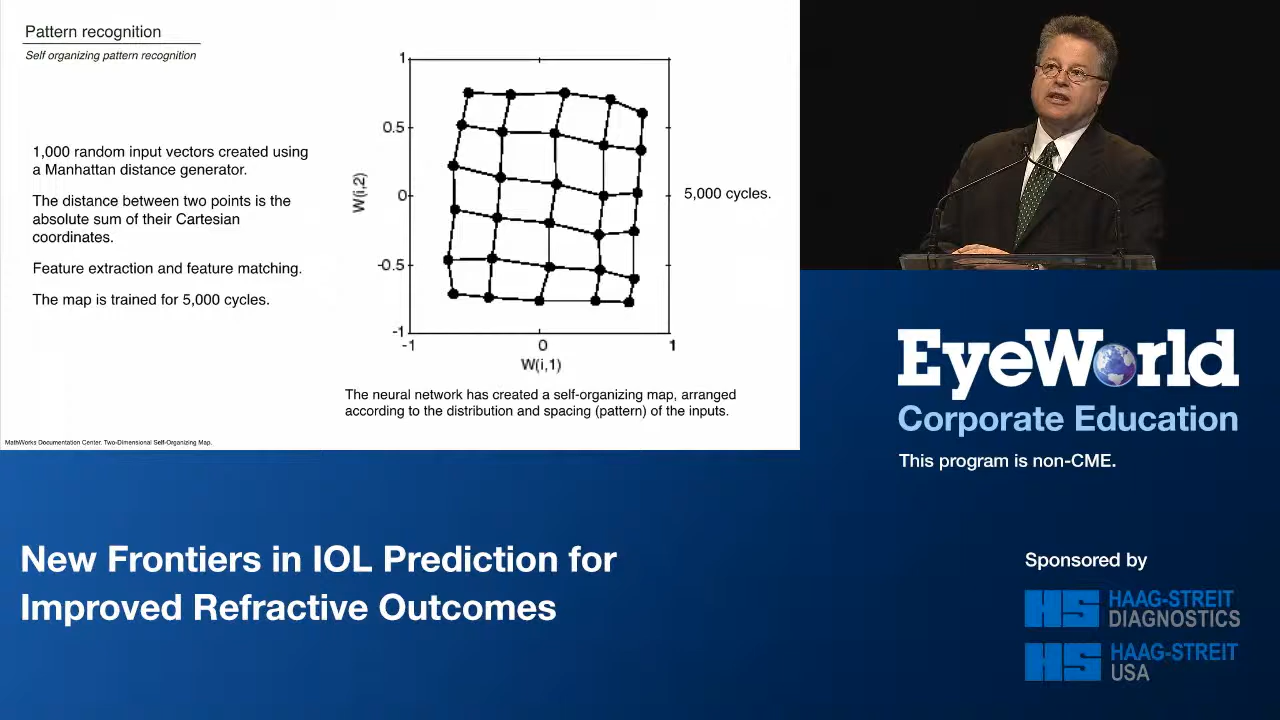 Pattern recognition
Self organizing pattern recognition
1,000 random input vectors created using
a Manhattan distance generator.
The distance between two points is the
absolute sum of their Cartesian
coordinates.
Feature extraction and feature matching.
The map is trained for 5,000 cycles.
1
0.5
0
-0.5
-1
W(i,2)
-1
0
1
W(i,1)
5,000 cycles.
The neural network has created a self-organizing map, arranged
according to the distribution and spacing (pattern) of the inputs.
MathWorks Documentation Center. Two-Dimensional Self-Organizing Map.
EyeWorld
Corporate Education
This program is non-CME.
New Frontiers in IOL Prediction for
Improved Refractive Outcomes
Sponsored by
HS HAAG-STREIT
DIAGNOSTICS
HS HAAG-STREIT
USA